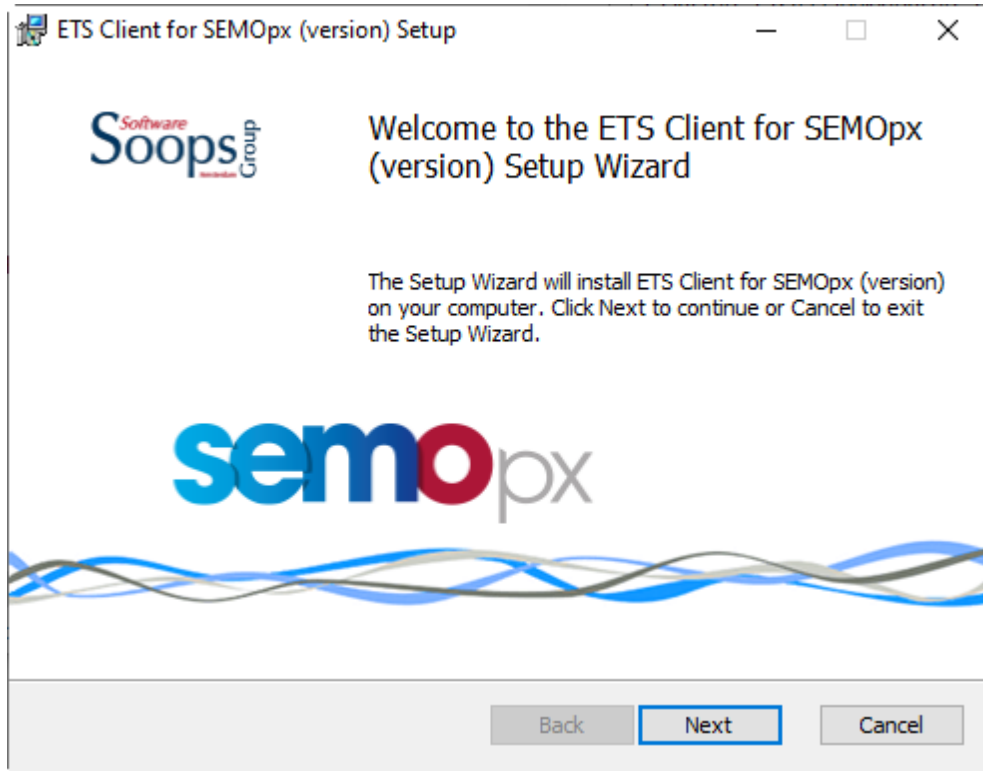 ETS Client for SEMOpx (version) Setup
Software
Soops
Group
Amsterdam
Welcome to the ETS Client for SEMOpx
(version) Setup Wizard
The Setup Wizard will install ETS Client for SEMOpx (version)
on your computer. Click Next to continue or Cancel to exit
the Setup Wizard.
semopx
Back
Next
Cancel